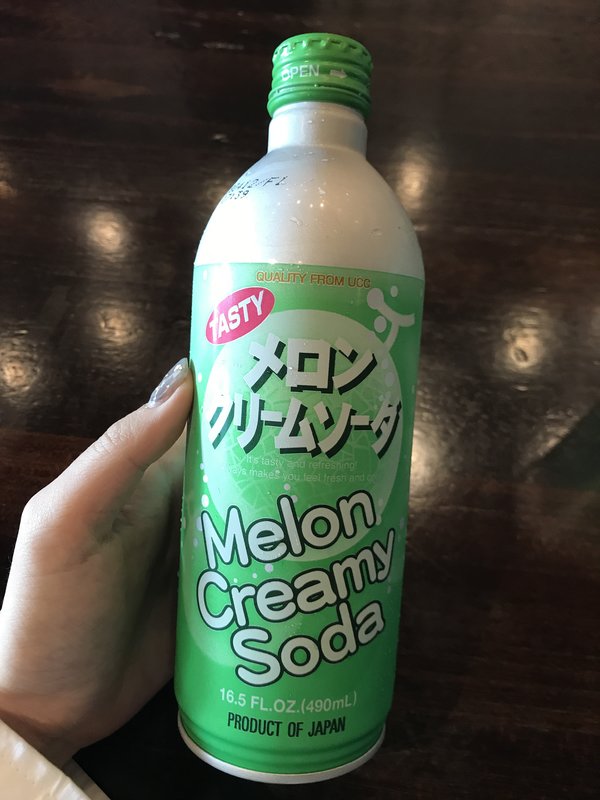 OPEN
QUALITY FROM UCC
TASTY
メロン
クリームソーダ
It's tasty and refreshing!
makes you feel fresh and
Melon
Creamy
Soda
16.5 FL.OZ.(490mL)
PRODUCT OF JAPAN